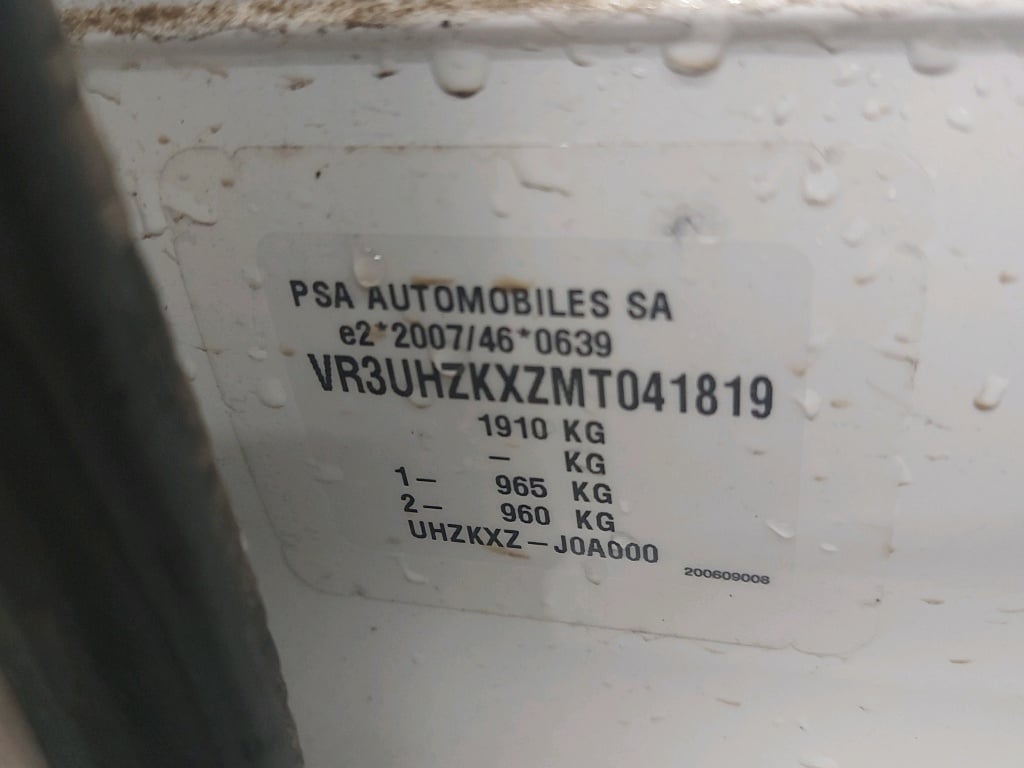 PSA AUTOMOBILES SA
e2*2007/46*0639
VR3UHZKXZMT041819
1910 KG
– KG
1– 965 KG
2– 960 KG
UHZKXZ–J0A000
200609008